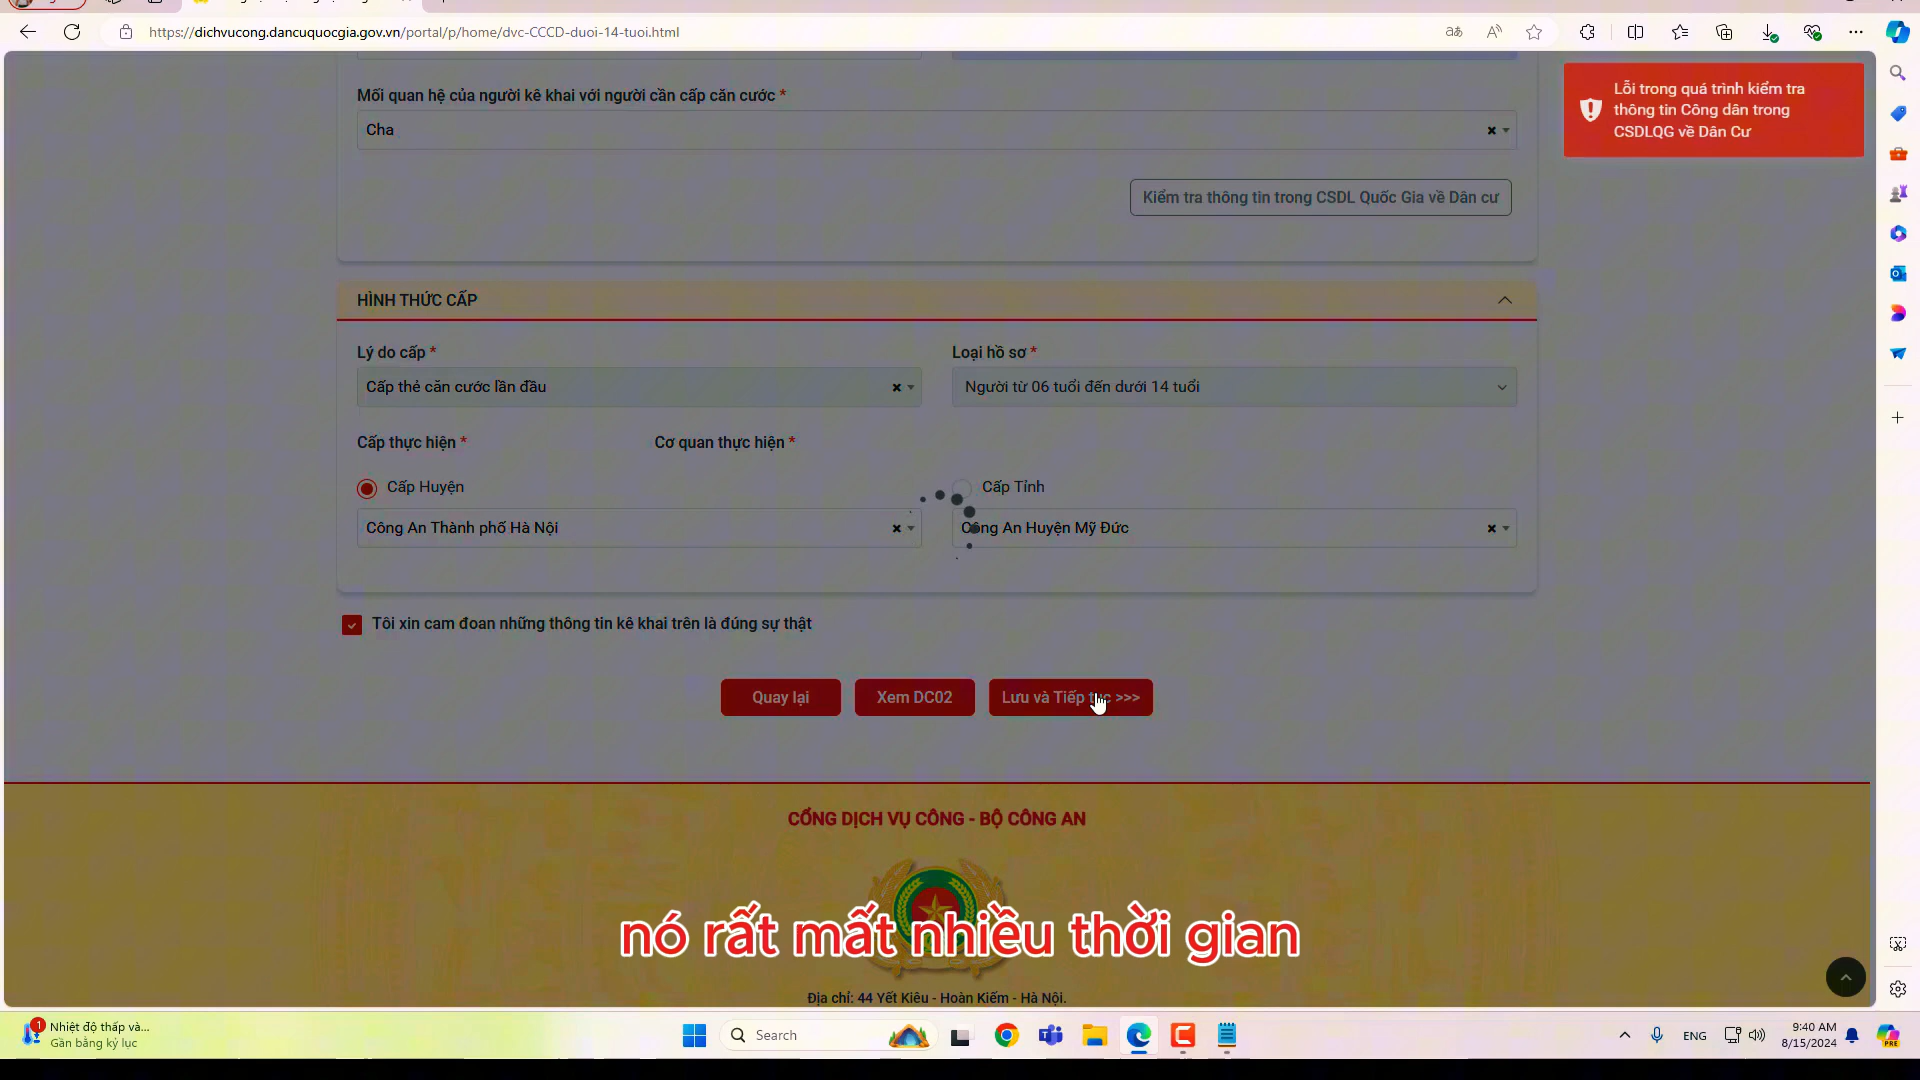 https://dichvucong.dancuquocgia.gov.vn/portal/p/home/dvc-CCCD-duoi-14-tuoi.html
Lỗi trong quá trình kiểm tra
thông tin Công dân trong
CSDLQG về Dân Cư
Mối quan hệ của người kê khai với người cần cấp căn cước *
Cha
Kiểm tra thông tin trong CSDL Quốc Gia về Dân cư
HÌNH THỨC CẤP
Lý do cấp *
Loại hồ sơ *
Cấp thẻ căn cước lần đầu
Người từ 06 tuổi đến dưới 14 tuổi
Cấp thực hiện *
Cơ quan thực hiện *
Cấp Huyện
Cấp Tỉnh
Công An Thành phố Hà Nội
Công An Huyện Mỹ Đức
Tôi xin cam đoan những thông tin kê khai trên là đúng sự thật
Quay lại
Xem DC02
Lưu và Tiếp tục >>>
CỔNG DỊCH VỤ CÔNG - BỘ CÔNG AN
nó rất mất nhiều thời gian
Địa chỉ: 44 Yết Kiêu - Hoàn Kiếm - Hà Nội.
1
Nhiệt độ thấp và...
Gần bằng kỷ lục
Search
ENG
9:40 AM
8/15/2024
PRE